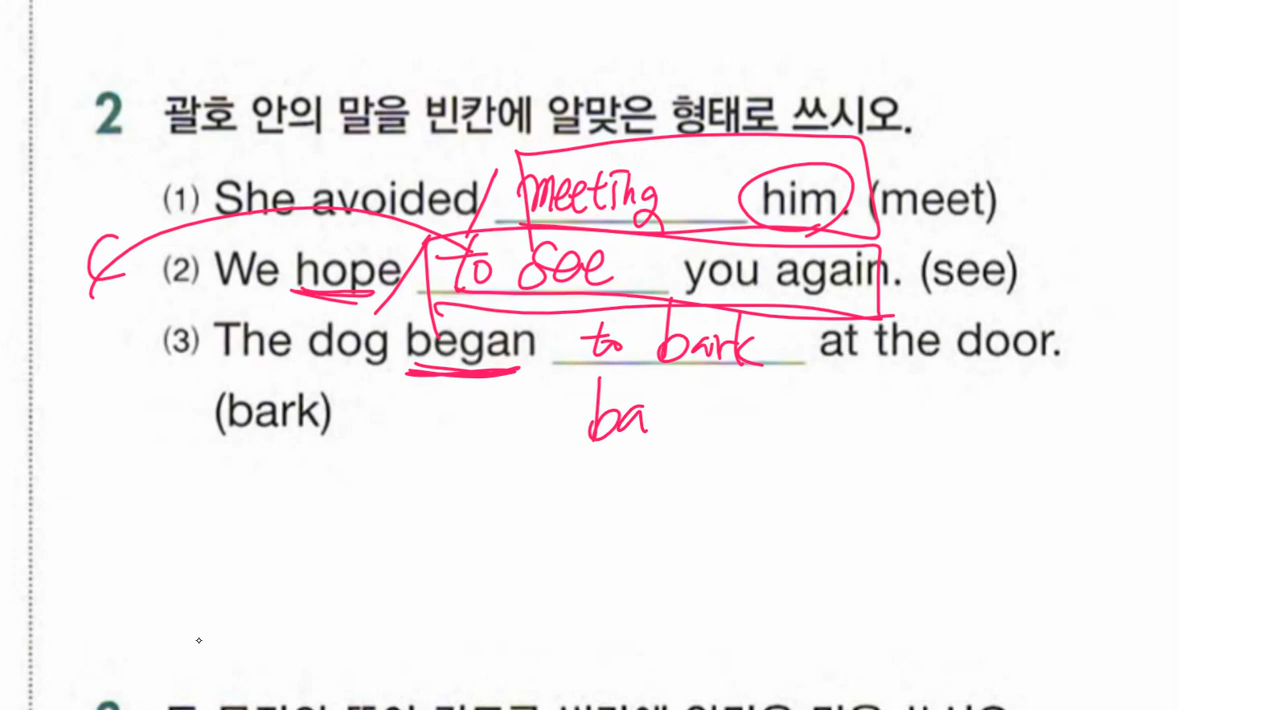 2 괄호 안의 말을 빈칸에 알맞은 형태로 쓰시오.
(1) She avoided meeting him. (meet)
(2) We hope to see you again. (see)
(3) The dog began to bark at the door.
(bark) ba